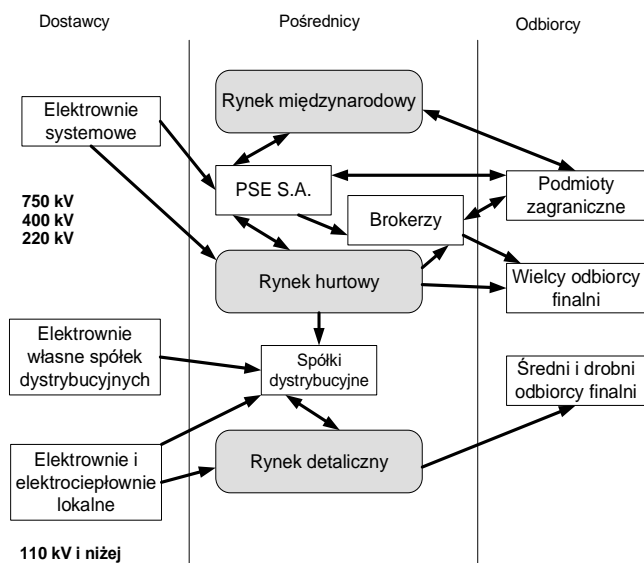 Dostawcy
Pośrednicy
Odbiorcy
Rynek międzynarodowy
Elektrownie
systemowe
PSE S.A.
Podmioty
zagraniczne
750 kV
400 kV
220 kV
Brokerzy
Rynek hurtowy
Wielcy odbiorcy
finalni
Elektrownie
własne spółek
dystrybucyjnych
Spółki
dystrybucyjne
Średni i drobni
odbiorcy finalni
Elektrownie i
elektrociepłownie
lokalne
Rynek detaliczny
110 kV i niżej